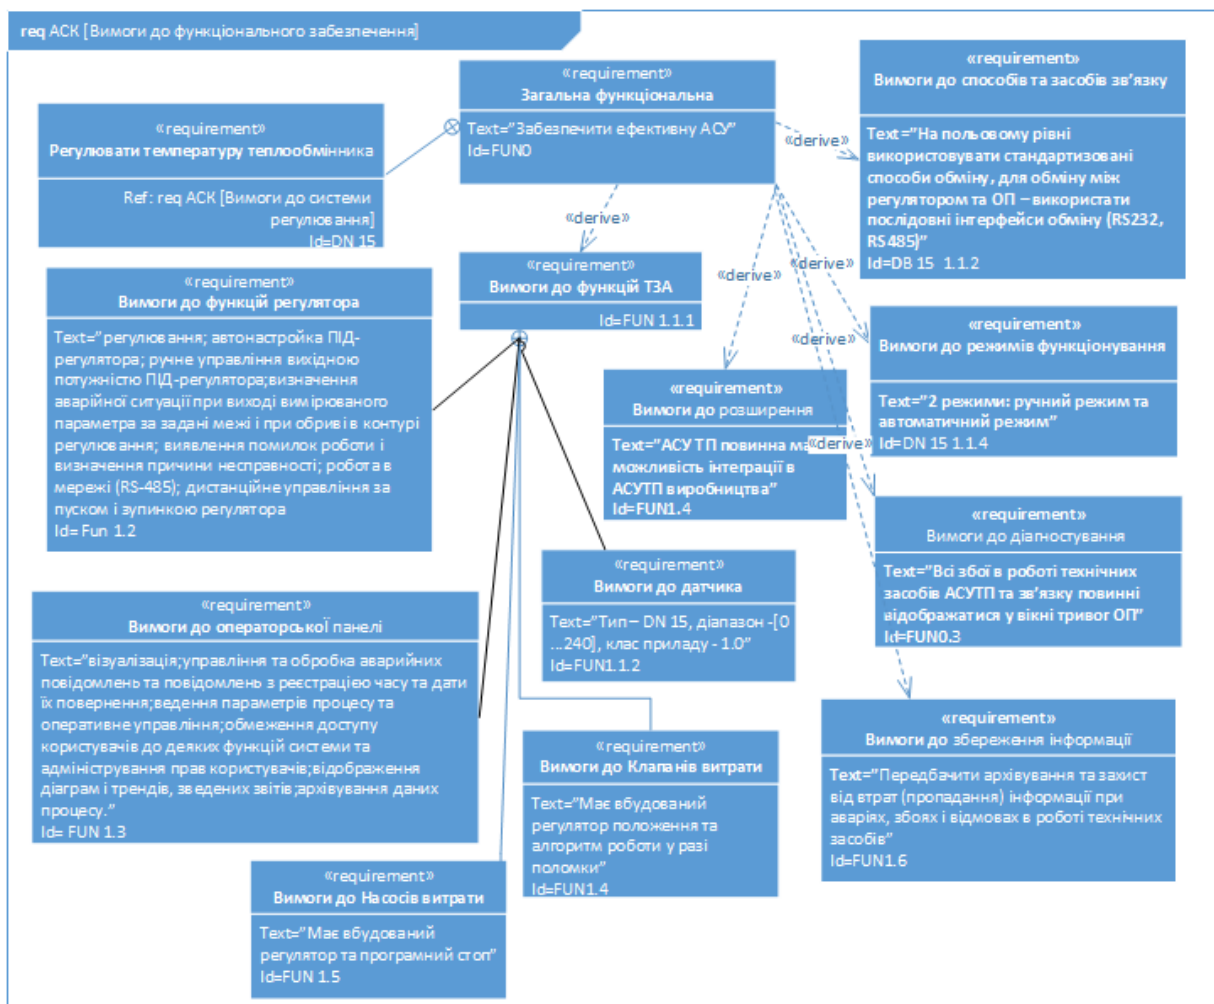 req АСК [Вимоги до функціонального забезпечення]
«requirement»
Загальна функціональна
Text="Забезпечити ефективну АСУ"
Id=FUN0
«requirement»
Вимоги до способів та засобів зв'язку
Text="На польовому рівні
використовувати стандартизовані
способи обміну, для обміну між
регулятором та ОП – використати
послідовні інтерфейси обміну (RS232,
RS485)"
Id=DB 15 1.1.2
«requirement»
Регулювати температуру теплообмінника
Ref: req АСК [Вимоги до системи
регулювання]
Id=DN 15
«derive»
«derive»
«derive»
«derive»
«derive»
«derive»
«requirement»
Вимоги до функцій ТЗА
Id=FUN 1.1.1
«requirement»
Вимоги до функцій регулятора
Text="регулювання; автонастройка ПІД-
регулятора; ручне управління вихідною
потужністю ПІД-регулятора;визначення
аварійної ситуації при виході вимірюваного
параметра за задані межі і при обриві в контурі
регулювання; виявлення помилок роботи і
визначення причини несправності; робота в
мережі (RS-485); дистанційне управління за
пуском і зупинкою регулятора
Id= Fun 1.2
«requirement»
Вимоги до режимів функціонування
Text="2 режими: ручний режим та
автоматичний режим"
Id=DN 15 1.1.4
«requirement»
Вимоги до розширення
Text="АСУ ТП повинна ма
можливість інтеграції в
АСУТП виробництва"
Id=FUN1.4
«requirement»
Вимоги до діагностування
Text="Всі збої в роботі технічних
засобів АСУТП та зв'язку повинні
відображатися у вікні тривог ОП"
Id=FUN0.3
«requirement»
Вимоги до датчика
Text="Тип – DN 15, діапазон -[0
...240], клас приладу - 1.0"
Id=FUN1.1.2
«requirement»
Вимоги до операторської панелі
Text="візуалізація;управління та обробка аварійних
повідомлень та повідомлень з реєстрацією часу та дати
їх повернення;ведення параметрів процесу та
оперативне управління;обмеження доступу
користувачів до деяких функцій системи та
адміністрування прав користувачів;відображення
діаграм і трендів, зведених звітів;архівування даних
процесу."
Id= FUN 1.3
«requirement»
Вимоги до збереження інформації
Text="Передбачити архівування та захист
від втрат (пропадання) інформації при
аваріях, збоях і відмовах в роботі технічних
засобів"
Id=FUN1.6
«requirement»
Вимоги до Клапанів витрати
Text="Має вбудований
регулятор положення та
алгоритм роботи у разі
поломки"
Id=FUN1.4
«requirement»
Вимоги до Насосів витрати
Text="Має вбудований
регулятор та програмний стоп"
Id=FUN 1.5